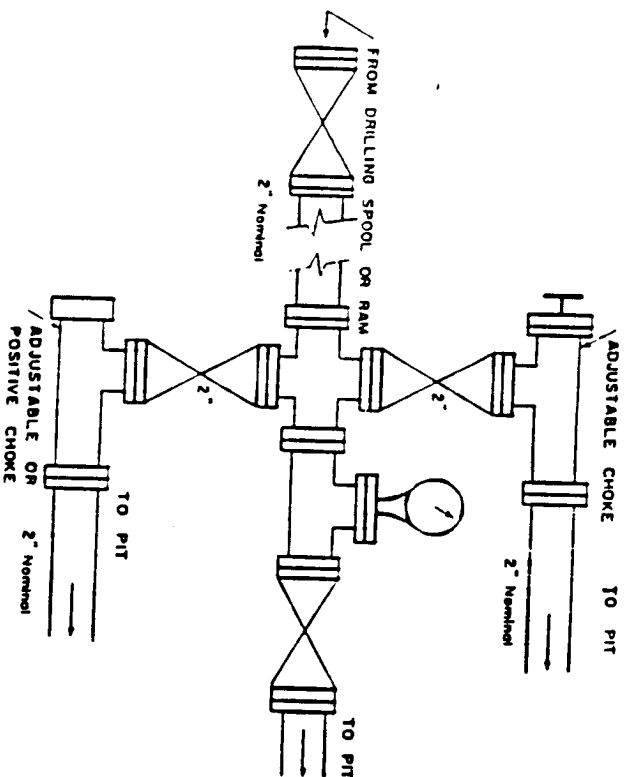 ADJUSTABLE CHOKE
TO PIT
2" Nominal
2"
FROM DRILLING SPOOL OR RAM
2" Nominal
TO PIT
2"
ADJUSTABLE OR
POSITIVE CHOKE
TO PIT
2" Nominal